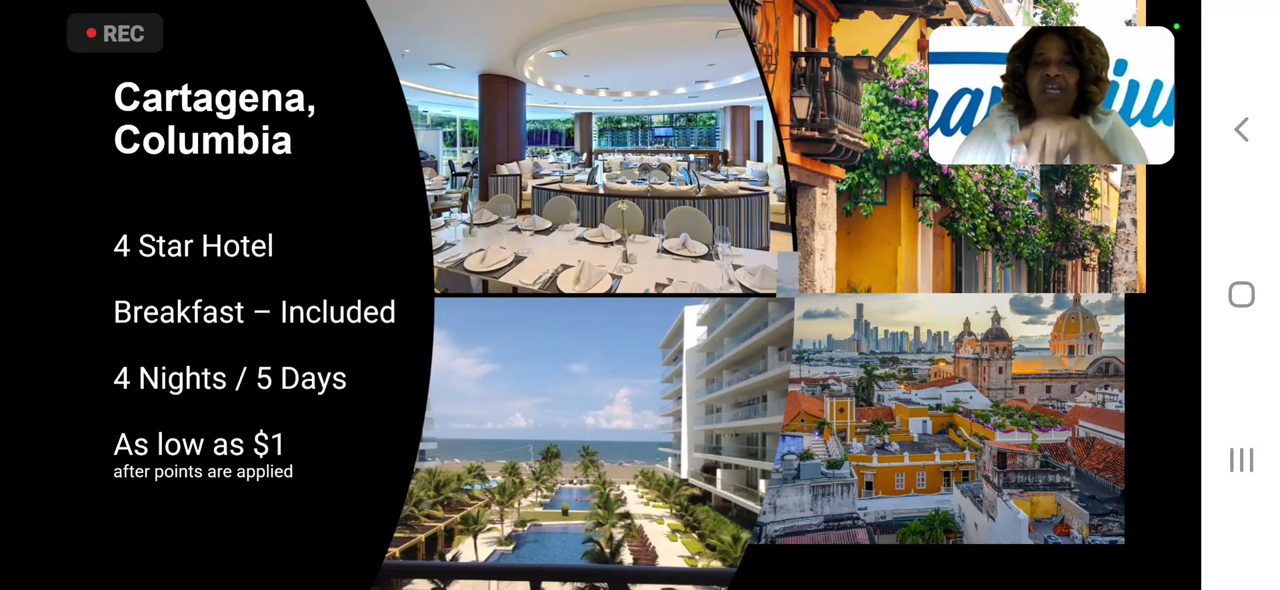 REC
Cartagena,
Columbia
4 Star Hotel
Breakfast – Included
4 Nights / 5 Days
As low as $1
after points are applied